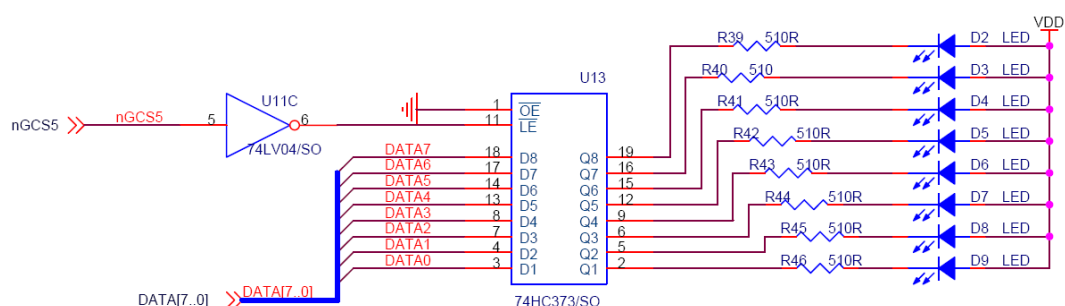 VDD
R39 510R D2 LED
R40 510 D3 LED
U13
R41 510R D4 LED
U11C
1 OE
nGCS5 nGCS5 5 6 11 LE
R42 510R D5 LED
74LV04/SO
DATA7 18 D8 Q8 19
DATA6 17 D7 Q7 16
R43 510R D6 LED
DATA5 14 D6 Q6 15
DATA4 13 D5 Q5 12
R44 510R D7 LED
DATA3 8 D4 Q4 9
DATA2 7 D3 Q3 6
R45 510R D8 LED
DATA1 4 D2 Q2 5
DATA0 3 D1 Q1 2
R46 510R D9 LED
DATA[7..0] DATA[7..0]
74HC373/SO